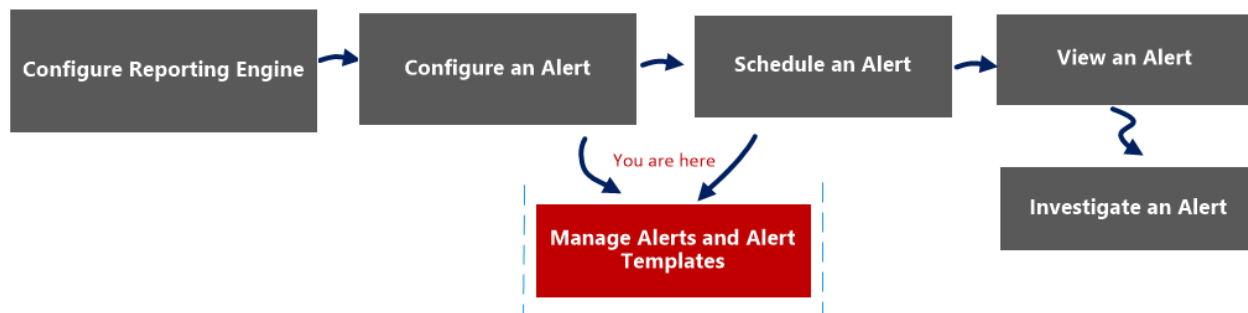 Configure Reporting Engine
Configure an Alert
Schedule an Alert
View an Alert
You are here
Manage Alerts and Alert
Templates
Investigate an Alert